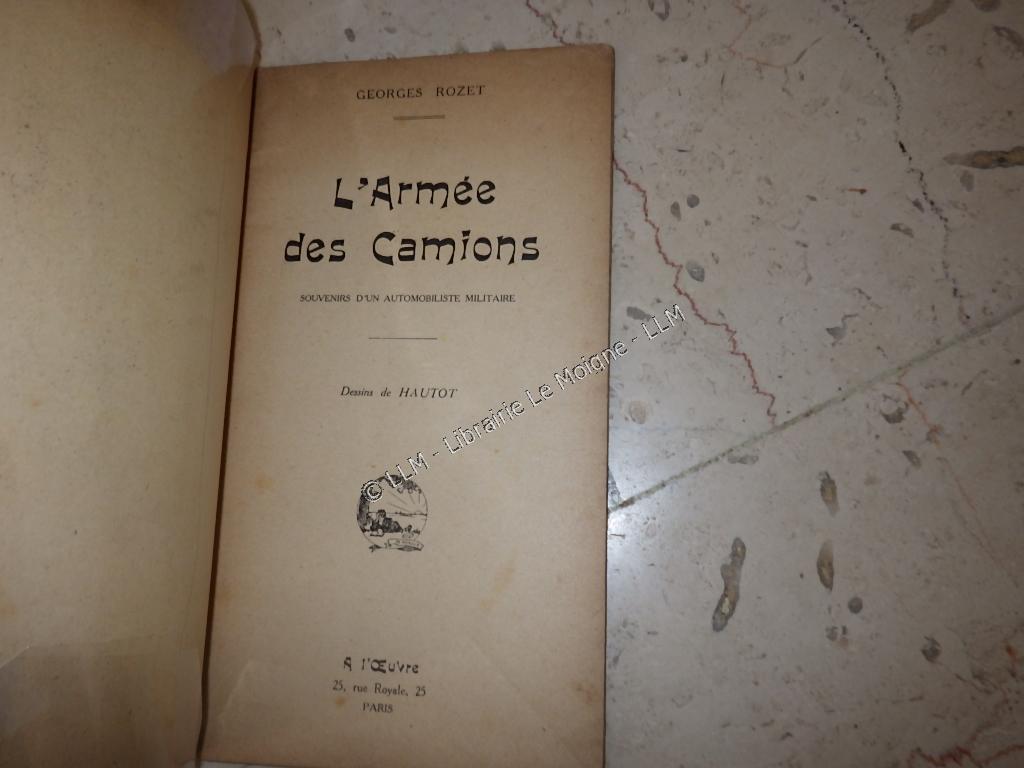 GEORGES ROZET
L'Armée
des Camions
SOUVENIRS D'UN AUTOMOBILISTE MILITAIRE
Dessins de HAUTOT
© LLM - Librairie Le Moigne - LLM
A l'Œuvre
25, rue Royale, 25
PARIS